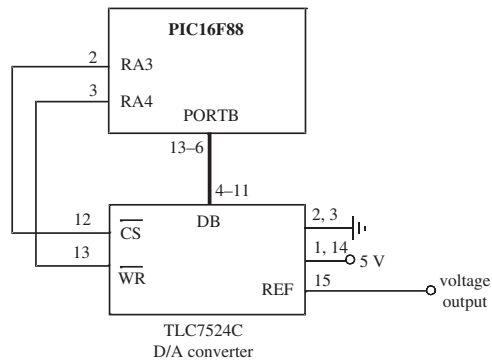 PIC16F88
2
RA3
3
RA4
PORTB
13–6
4–11
12
CS
DB
2, 3
13
WR
1, 14
5 V
REF
15
voltage
output
TLC7524C
D/A converter